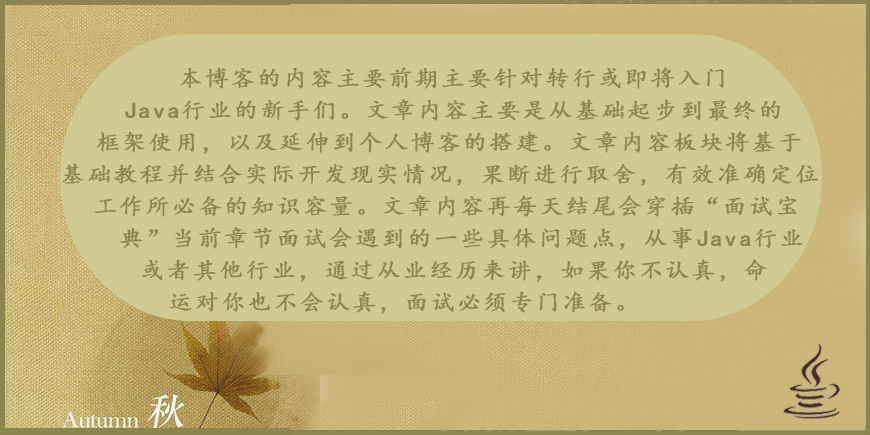 本博客的内容主要前期主要针对转行或即将入门
Java行业的新手们。文章内容主要是从基础起步到最终的
框架使用，以及延伸到个人博客的搭建。文章内容板块将基于
基础教程并结合实际开发现实情况，果断进行取舍，有效准确定位
工作所必备的知识容量。文章内容再每天结尾会穿插“面试宝
典”当前章节面试会遇到的一些具体问题点，从事Java行业
或者其他行业，通过从业经历来讲，如果你不认真，命
运对你也不会认真，面试必须专门准备。
Autumn 秋